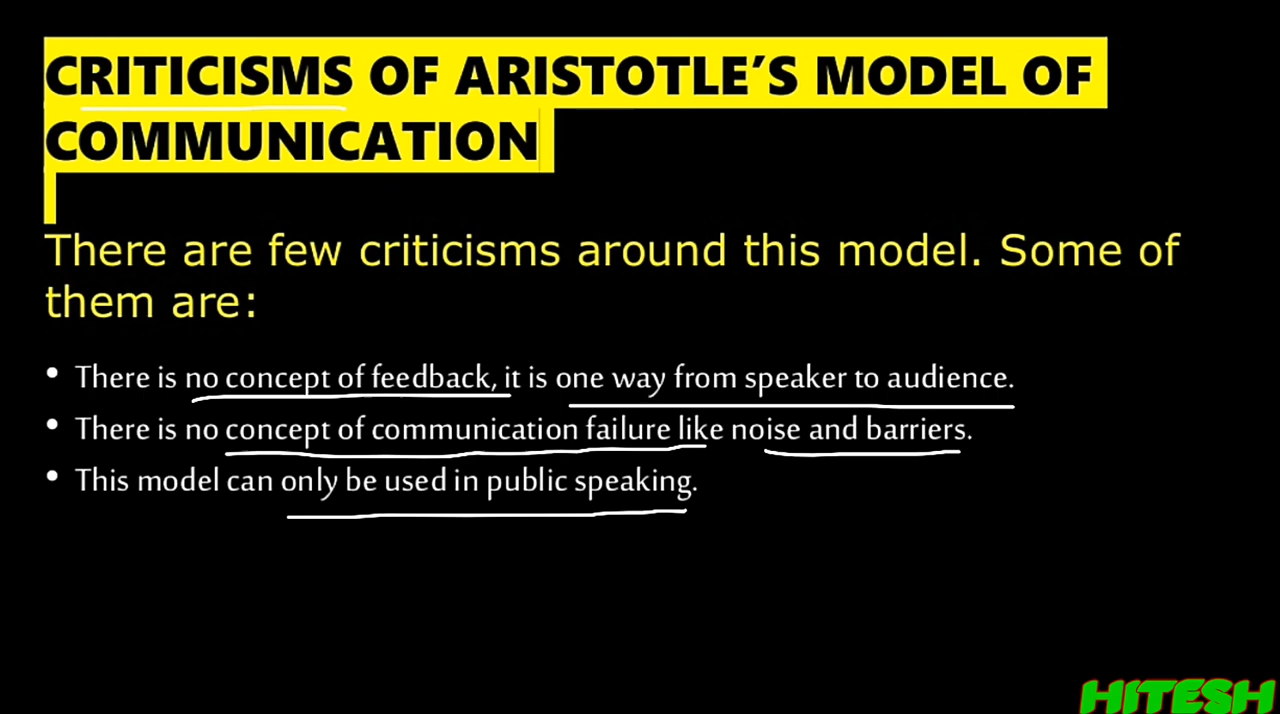 CRITICISMS OF ARISTOTLE’S MODEL OF
COMMUNICATION
There are few criticisms around this model. Some of
them are:
• There is no concept of feedback, it is one way from speaker to audience.
• There is no concept of communication failure like noise and barriers.
• This model can only be used in public speaking.
HITESH